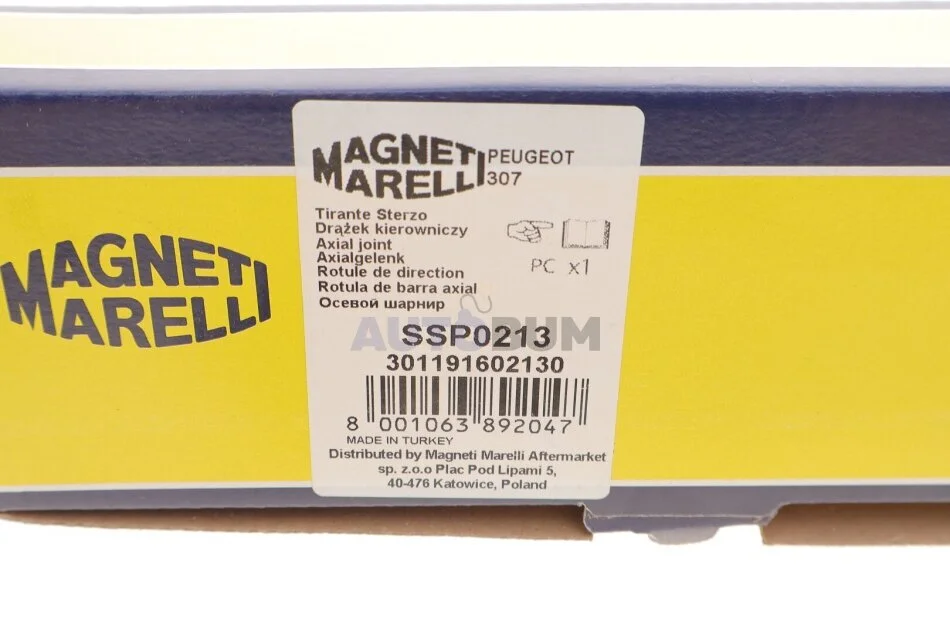 MAGNETI
MARELLI
MAGNETI
MARELLI
PEUGEOT
307
Tirante Sterzo
Drążek kierowniczy
Axial joint
Axialgelenk
Rotule de direction
Rotula de barra axial
Осевой шарнир
PC x1
AUTOBUM
SSP0213
301191602130
8 001063 892047
MADE IN TURKEY
Distributed by Magneti Marelli Aftermarket
sp. z.o.o Plac Pod Lipami 5,
40-476 Katowice, Poland